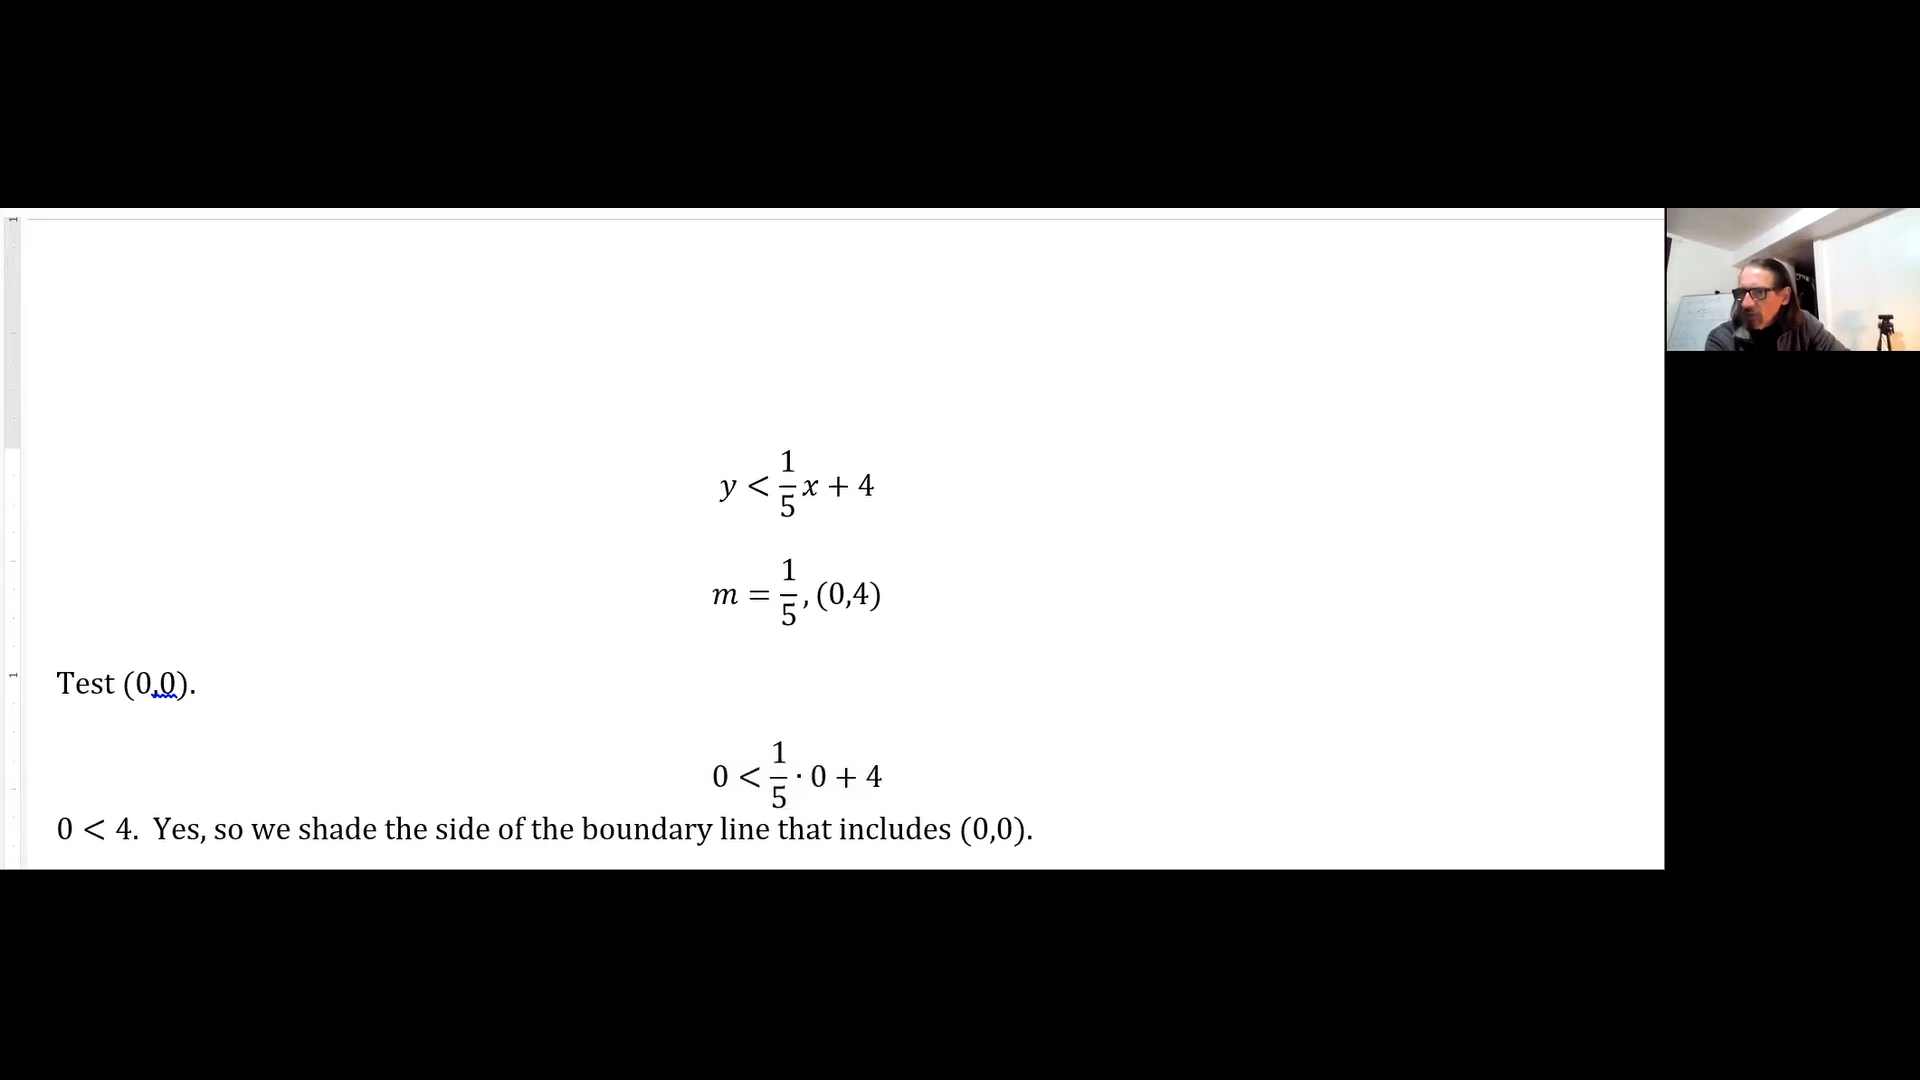 y < 1/5 x + 4
m = 1/5, (0,4)
Test (0,0).
0 < 1/5 · 0 + 4
0 < 4. Yes, so we shade the side of the boundary line that includes (0,0).